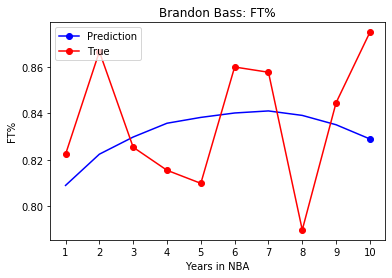 Brandon Bass: FT%
Prediction
True
FT%
0.86
0.84
0.82
0.80
1 2 3 4 5 6 7 8 9 10
Years in NBA